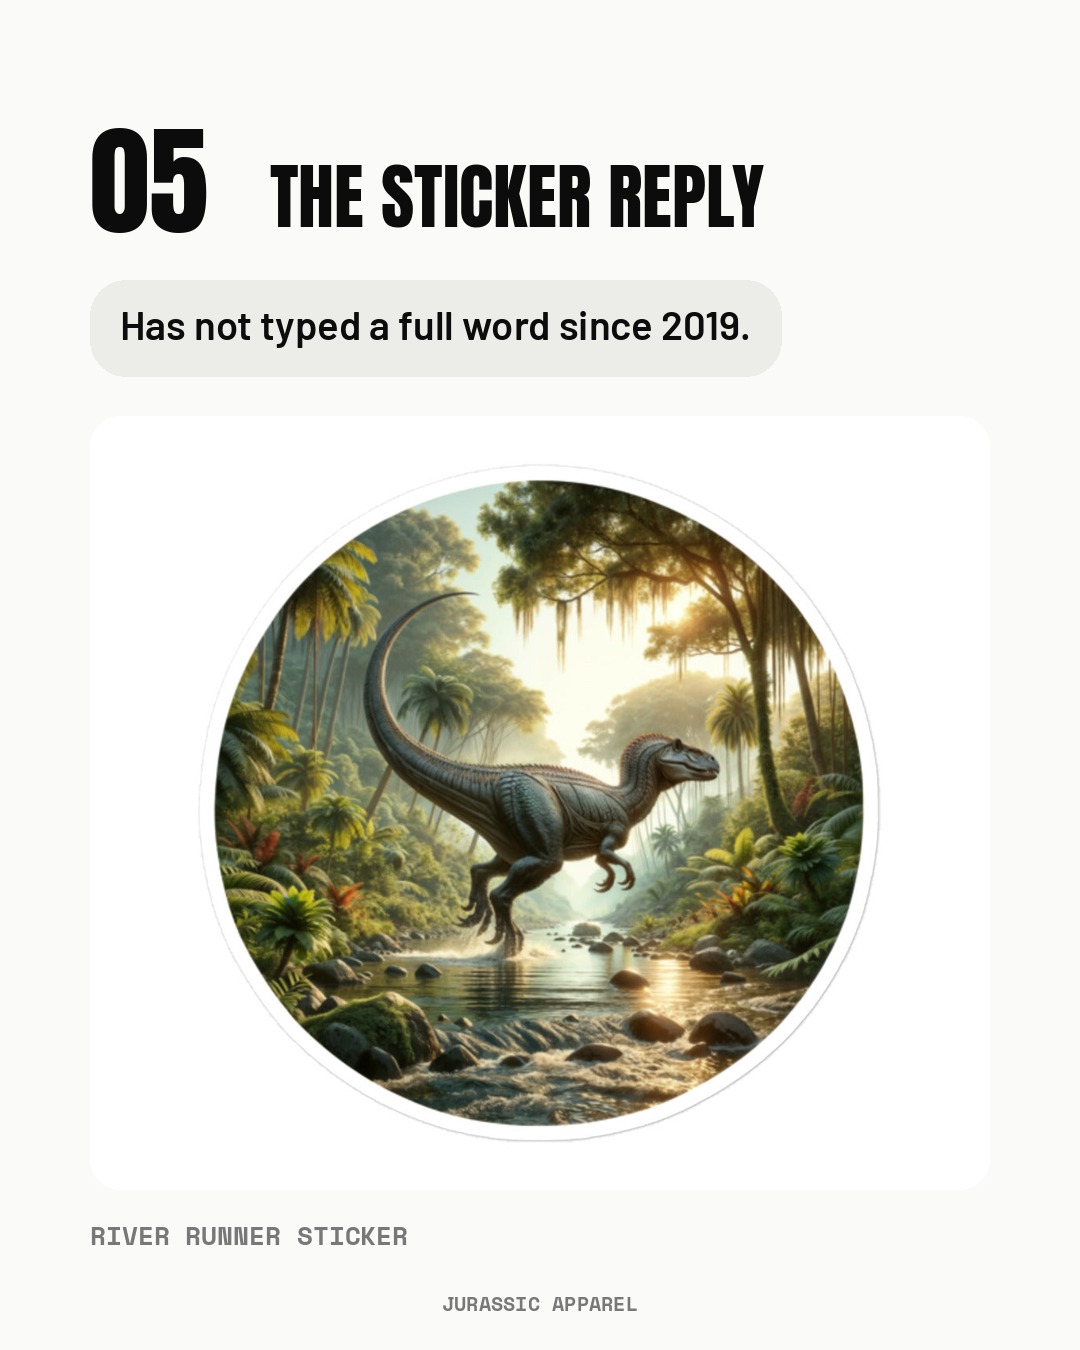 05 THE STICKER REPLY
Has not typed a full word since 2019.
RIVER RUNNER STICKER
JURASSIC APPAREL